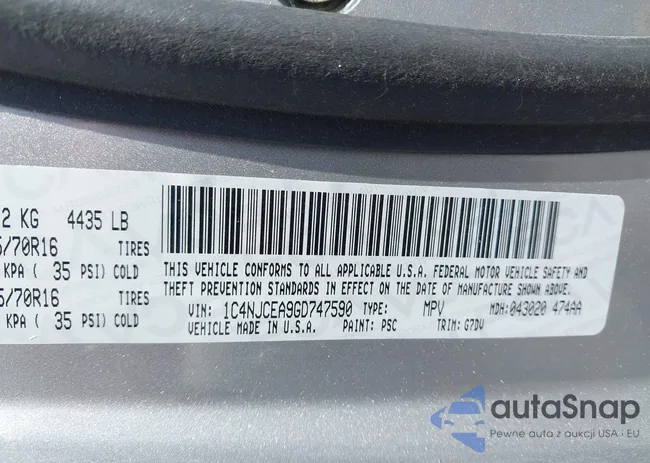 2 KG 4435 LB
/70R16 TIRES
KPA ( 35 PSI) COLD
/70R16 TIRES
KPA ( 35 PSI) COLD
THIS VEHICLE CONFORMS TO ALL APPLICABLE U.S.A. FEDERAL MOTOR VEHICLE SAFETY AND
THEFT PREVENTION STANDARDS IN EFFECT ON THE DATE OF MANUFACTURE SHOWN ABOVE.
VIN: 1C4NJCEA9GD747590 TYPE: MPV MDH:043020 474AA
VEHICLE MADE IN U.S.A. PAINT: PSC TRIM: G7DV
autaSnap
Pewne auta z aukcji USA i EU